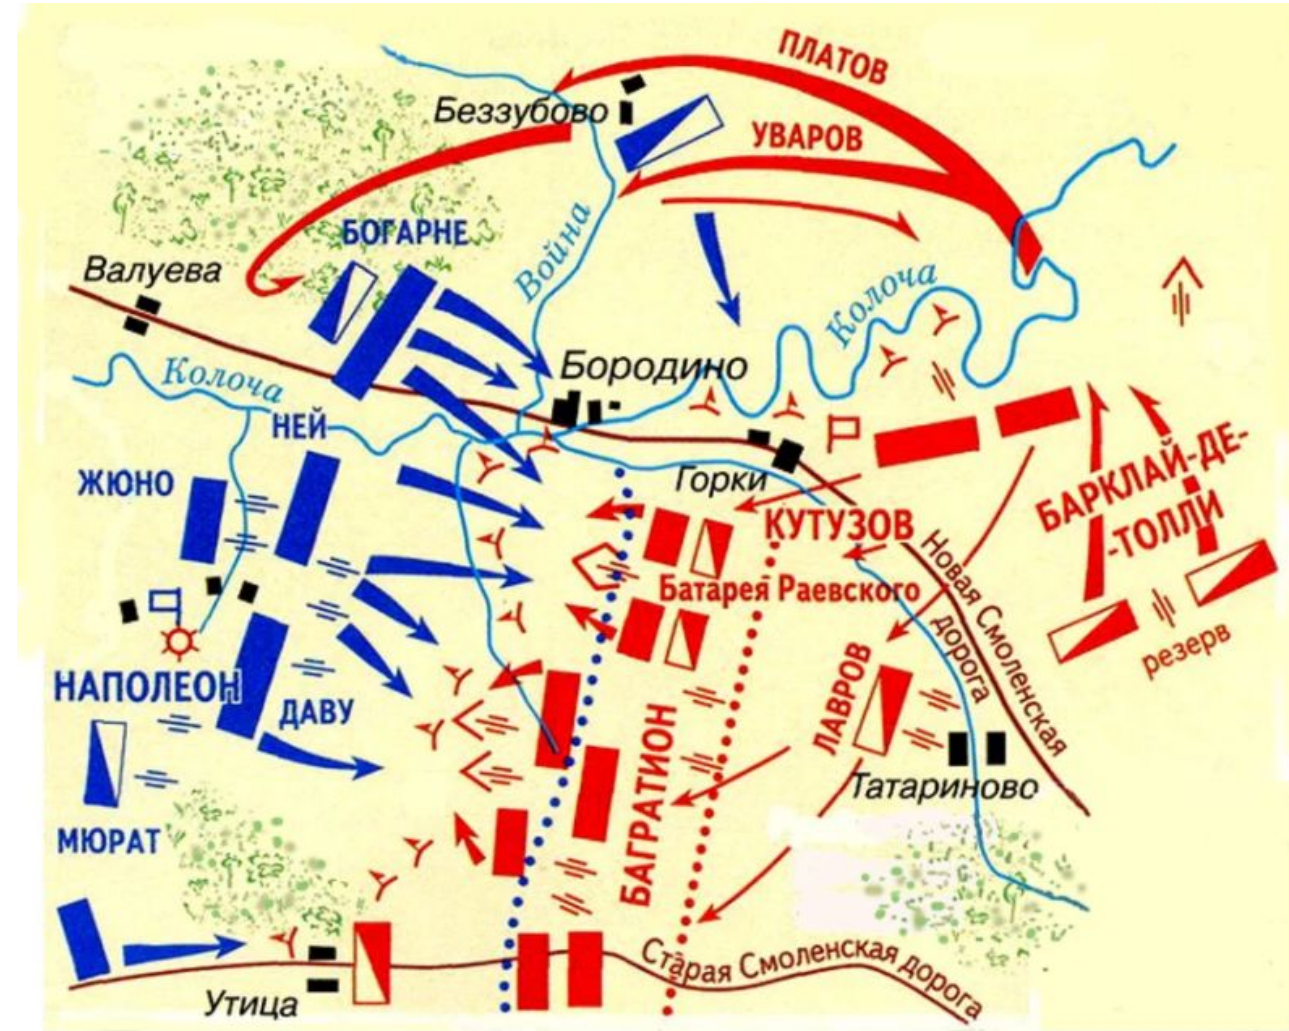 ПЛАТОВ
Беззубово
УВАРОВ
БОГАРНЕ
Война
Валуева
Колоча
Колоча
Бородино
НЕЙ
ЖЮНО
Горки
БАРКЛАЙ-ДЕ-
-ТОЛЛИ
КУТУЗОВ
Батарея Раевского
Новая Смоленская
дорога
резерв
НАПОЛЕОН
ДАВУ
ЛАВРОВ
БАГРАТИОН
Татариново
МЮРАТ
Утица
Старая Смоленская дорога